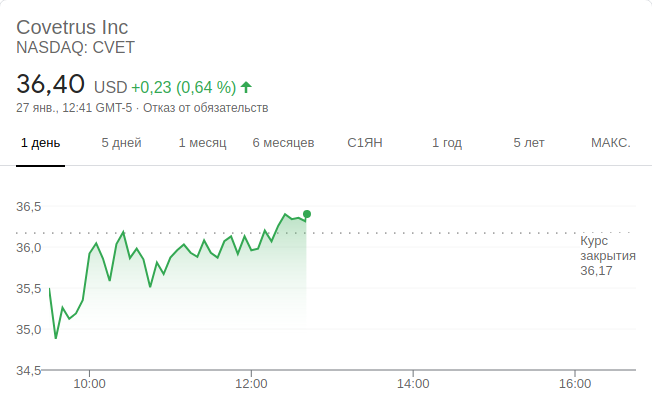 Covetrus Inc
NASDAQ: CVET
36,40 USD +0,23 (0,64 %)
27 янв., 12:41 GMT-5 · Отказ от обязательств
1 день 5 дней 1 месяц 6 месяцев С1ЯН 1 год 5 лет МАКС.
36,5
36,0
35,5
35,0
34,5
Курс
закрытия
36,17
10:00 12:00 14:00 16:00